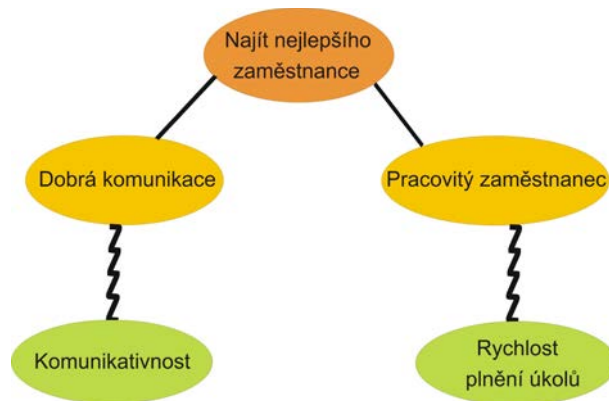 Najít nejlepšího
zaměstnance
Dobrá komunikace
Pracovitý zaměstnanec
Komunikativnost
Rychlost
plnění úkolů